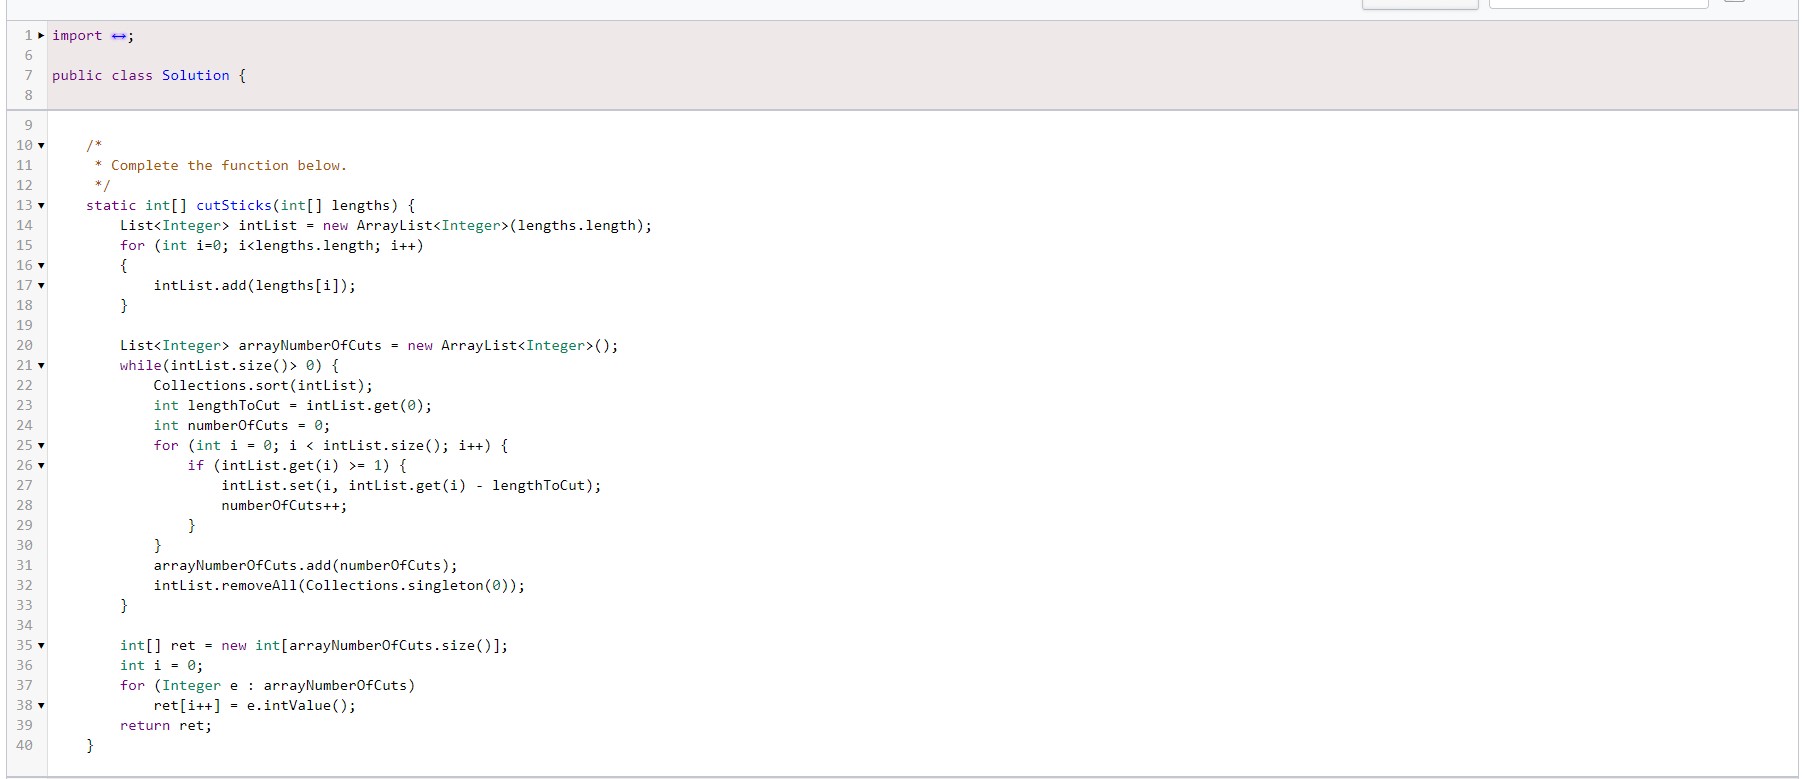 1 import ↔;
6
7 public class Solution {
8
9
10 /*
11 * Complete the function below.
12 */
13 static int[] cutSticks(int[] lengths) {
14 List<Integer> intList = new ArrayList<Integer>(lengths.length);
15 for (int i=0; i<lengths.length; i++)
16 {
17 intList.add(lengths[i]);
18 }
19
20 List<Integer> arrayNumberOfCuts = new ArrayList<Integer>();
21 while(intList.size()> 0) {
22 Collections.sort(intList);
23 int lengthToCut = intList.get(0);
24 int numberOfCuts = 0;
25 for (int i = 0; i < intList.size(); i++) {
26 if (intList.get(i) >= 1) {
27 intList.set(i, intList.get(i) - lengthToCut);
28 numberOfCuts++;
29 }
30 }
31 arrayNumberOfCuts.add(numberOfCuts);
32 intList.removeAll(Collections.singleton(0));
33 }
34
35 int[] ret = new int[arrayNumberOfCuts.size()];
36 int i = 0;
37 for (Integer e : arrayNumberOfCuts)
38 ret[i++] = e.intValue();
39 return ret;
40 }